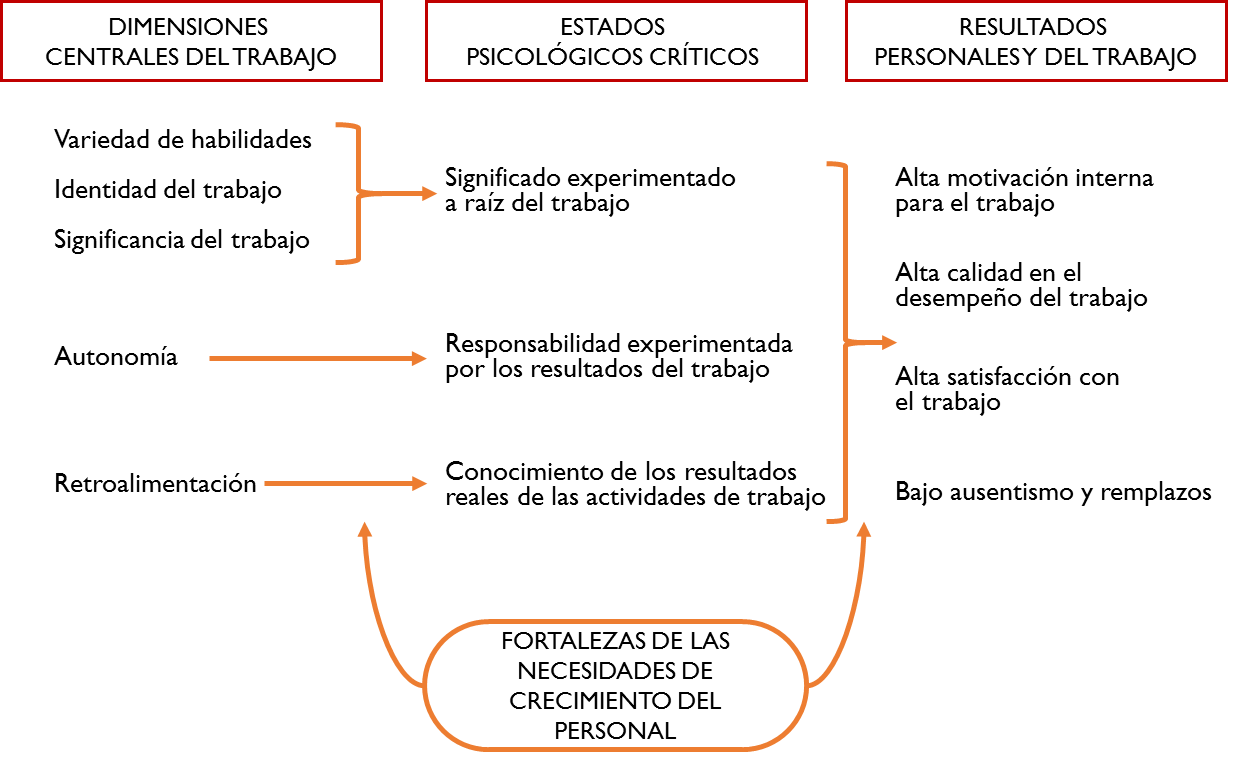 DIMENSIONES
CENTRALES DEL TRABAJO
ESTADOS
PSICOLÓGICOS CRÍTICOS
RESULTADOS
PERSONALES Y DEL TRABAJO
Variedad de habilidades
Identidad del trabajo
Significancia del trabajo
Significado experimentado
a raíz del trabajo
Alta motivación interna
para el trabajo
Alta calidad en el
desempeño del trabajo
Autonomía
Responsabilidad experimentada
por los resultados del trabajo
Alta satisfacción con
el trabajo
Retroalimentación
Conocimiento de los resultados
reales de las actividades de trabajo
Bajo ausentismo y remplazos
FORTALEZAS DE LAS
NECESIDADES DE
CRECIMIENTO DEL
PERSONAL